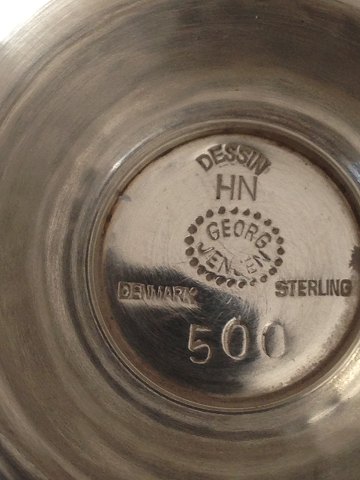 DESSIN
HN
GEORG
JENSEN
DENMARK STERLING
500